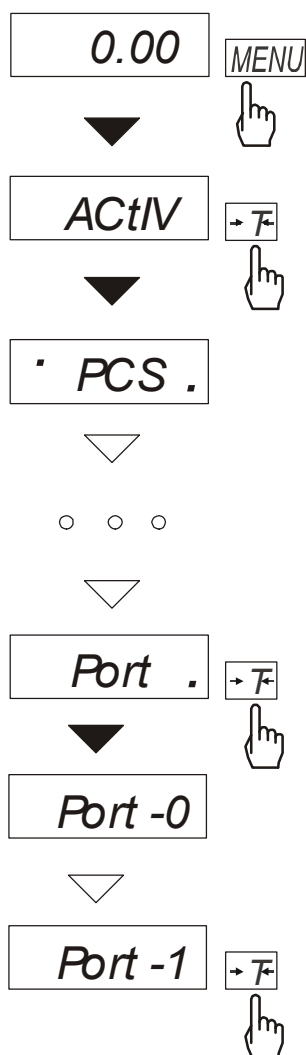 0.00 MENU
ACtIV →T←
˙ PCS .
○ ○ ○
Port . →T←
Port -0
Port -1 →T←